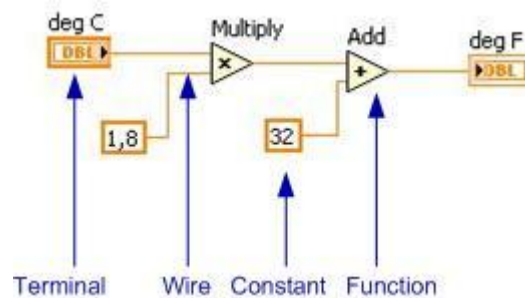 deg C
Multiply
Add
deg F
DBL
×
+
DBL
1,8
32
Terminal Wire Constant Function